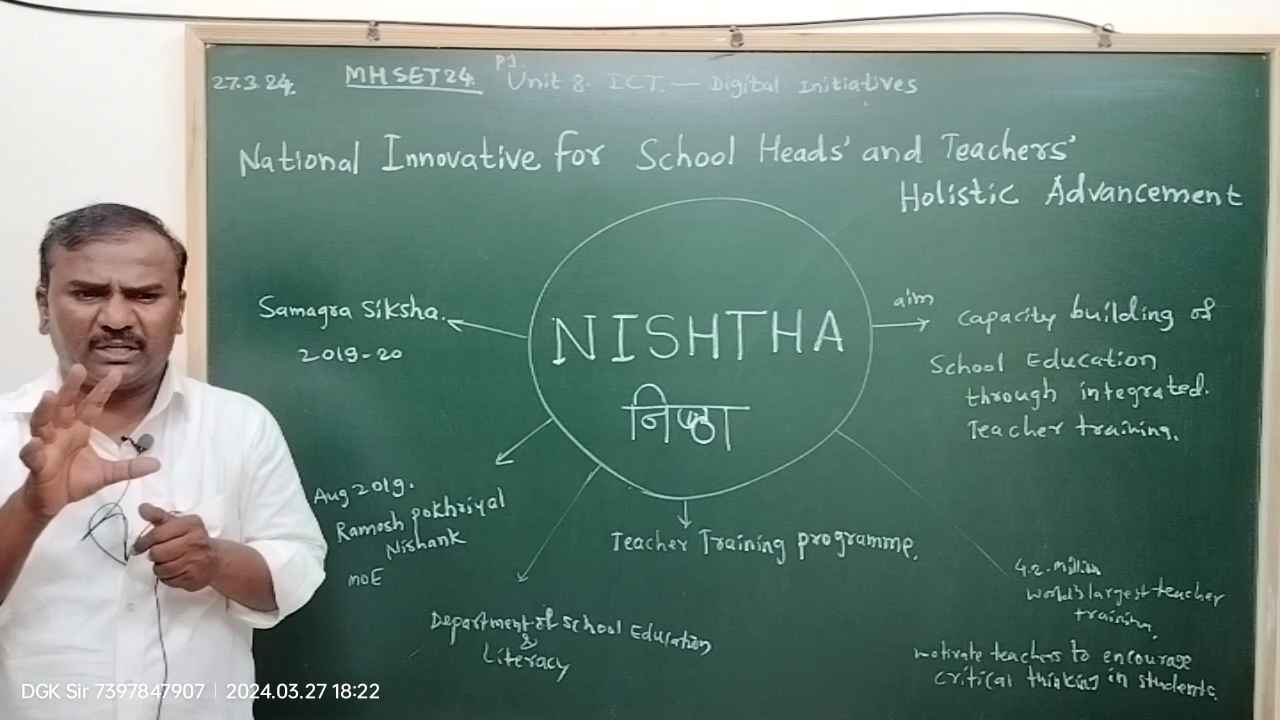 27.3.24.
MHSET24.
P1.
Unit 8. ICT. — Digital Initiatives
National Innovative for School Heads' and Teachers'
Holistic Advancement
NISHTHA
निष्ठा
Samagra Siksha.
2019-20
aim
capacity building of
School Education
through integrated.
Teacher training.
Aug 2019.
Ramesh pokhriyal
Nishank
MoE
Department of School Education
&
Literacy
Teacher Training programme.
4.2. million
world's largest teacher
training.
motivate teachers to encourage
critical thinking in students.
DGK Sir 7397847907 | 2024.03.27 18:22